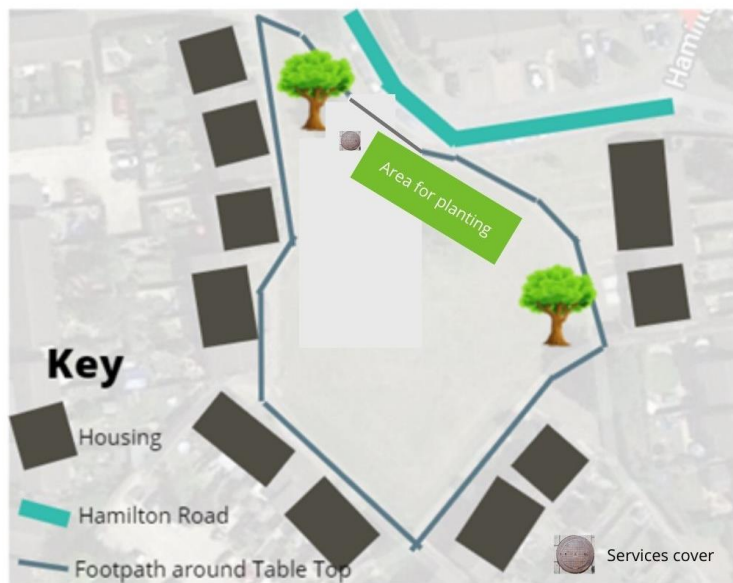 Area for planting
Key
Housing
Hamilton Road
Footpath around Table Top
Services cover